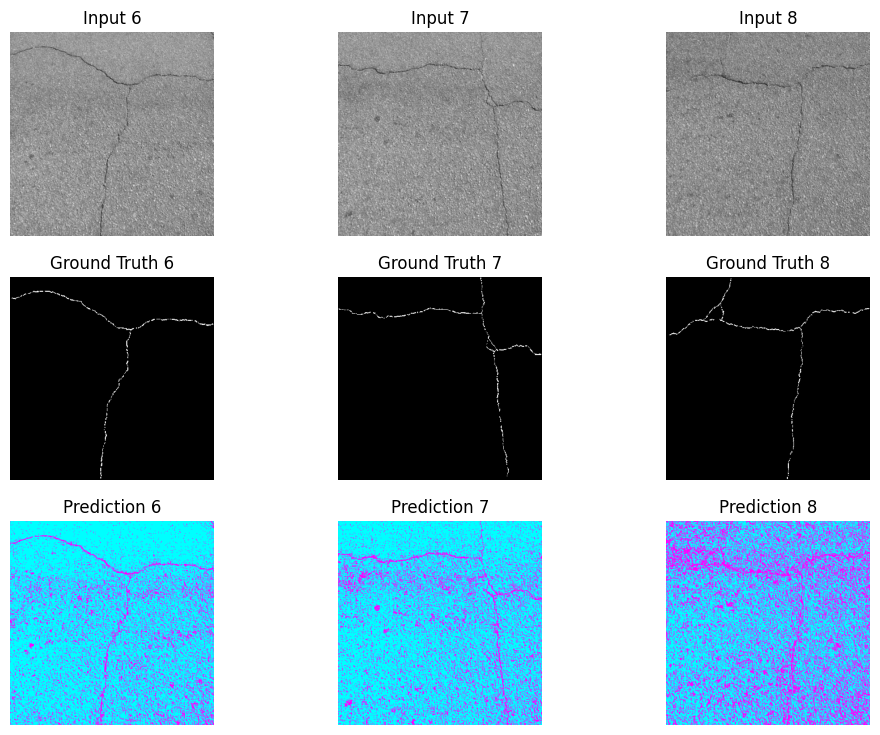 Input 6
Input 7
Input 8
Ground Truth 6
Ground Truth 7
Ground Truth 8
Prediction 6
Prediction 7
Prediction 8